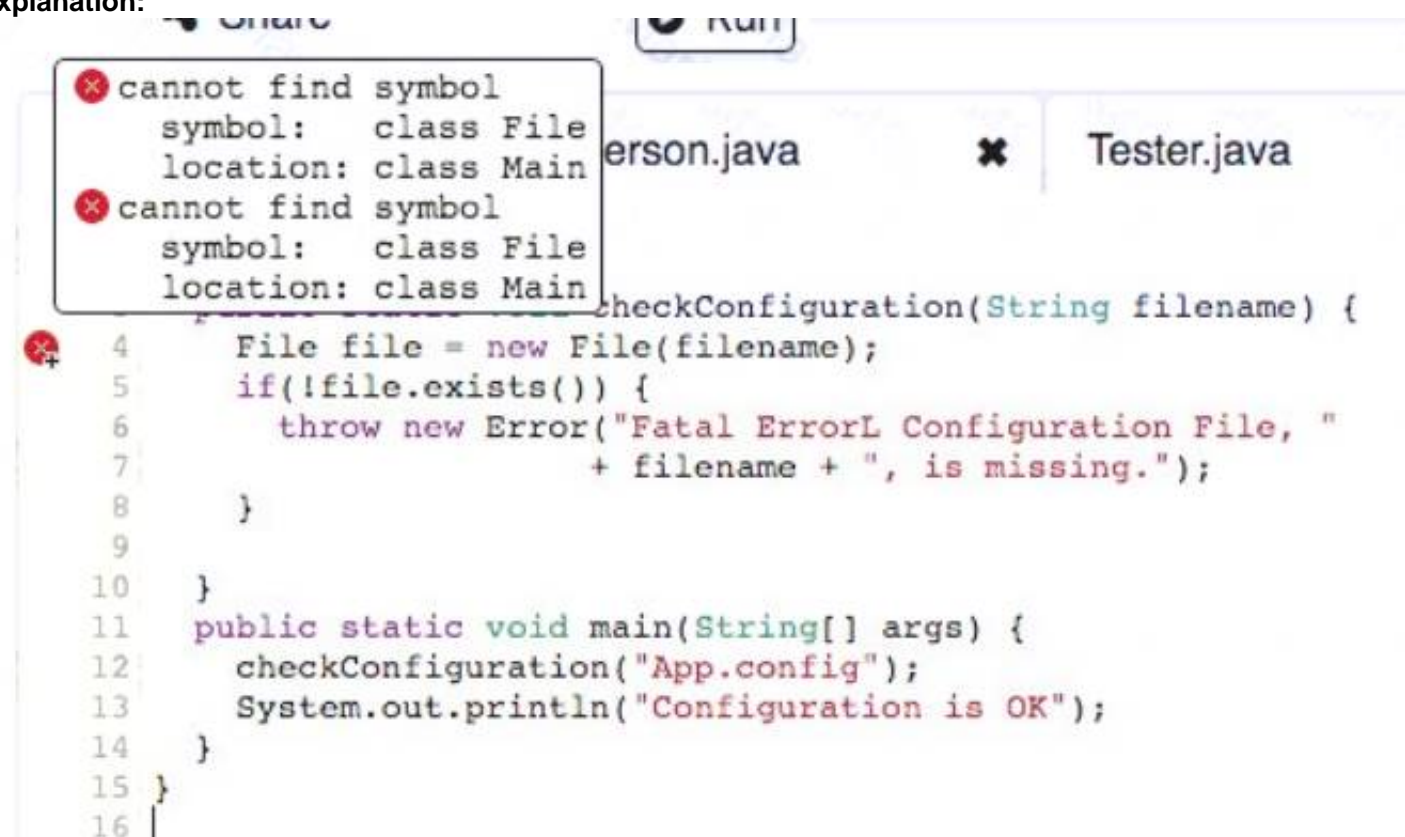 xplanation:
Share
Run
cannot find symbol
symbol: class File
location: class Main
cannot find symbol
symbol: class File
location: class Main
erson.java ✖ Tester.java
checkConfiguration(String filename) {
4 File file = new File(filename);
5 if(!file.exists()) {
6 throw new Error("Fatal ErrorL Configuration File, "
7 + filename + ", is missing.");
8 }
9
10 }
11 public static void main(String[] args) {
12 checkConfiguration("App.config");
13 System.out.println("Configuration is OK");
14 }
15 }
16